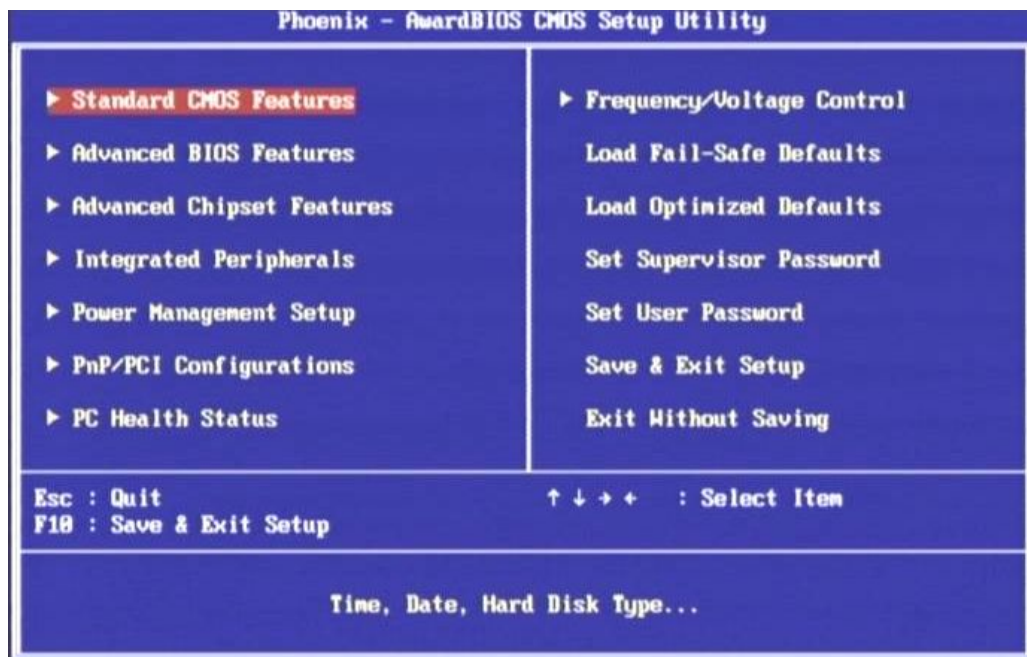 Phoenix - AwardBIOS CMOS Setup Utility
▶ Standard CMOS Features
▶ Advanced BIOS Features
▶ Advanced Chipset Features
▶ Integrated Peripherals
▶ Power Management Setup
▶ PnP/PCI Configurations
▶ PC Health Status
▶ Frequency/Voltage Control
Load Fail-Safe Defaults
Load Optimized Defaults
Set Supervisor Password
Set User Password
Save & Exit Setup
Exit Without Saving
Esc : Quit
F10 : Save & Exit Setup
↑ ↓ → ← : Select Item
Time, Date, Hard Disk Type...